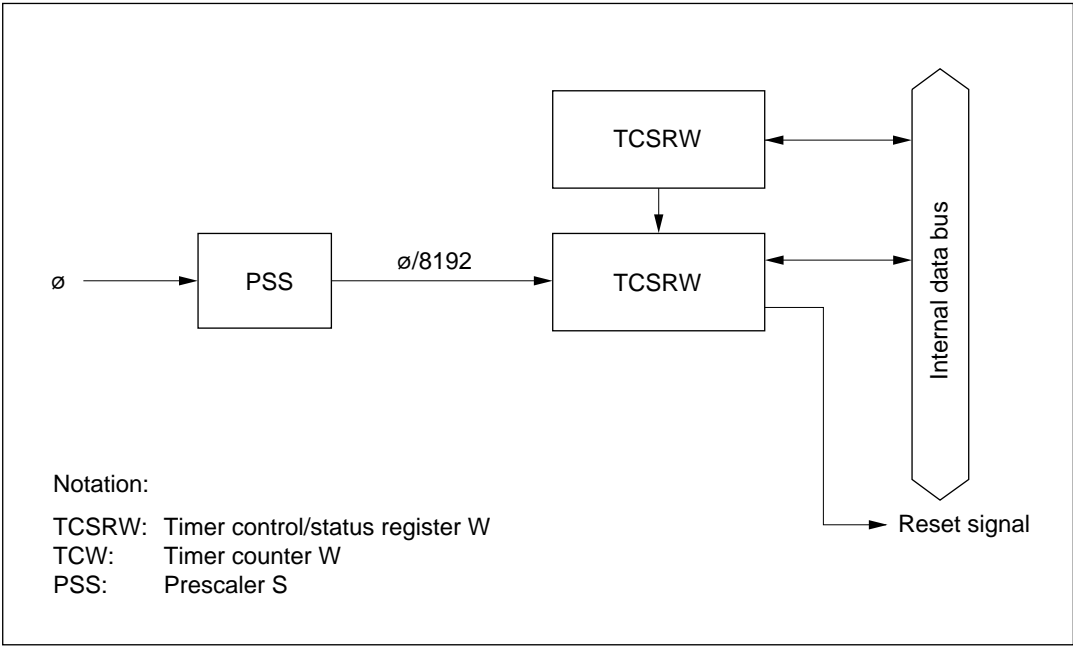 TCSRW
ø
PSS
ø/8192
TCSRW
Internal data bus
Reset signal
Notation:
TCSRW: Timer control/status register W
TCW: Timer counter W
PSS: Prescaler S